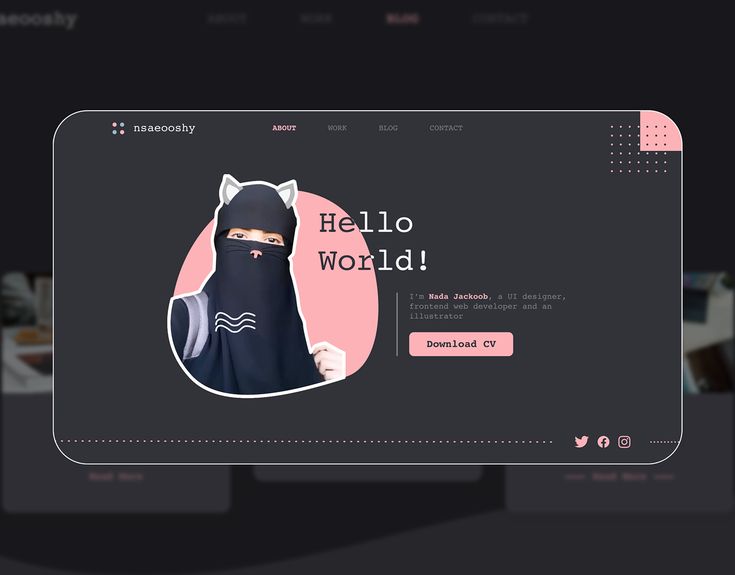 aeooshy
ABOUT WORK BLOG CONTACT
nsaeooshy
ABOUT WORK BLOG CONTACT
Hello
World!
I'm Nada Jackoob, a UI designer,
frontend web developer and an
illustrator
Download CV
Read More
Read More